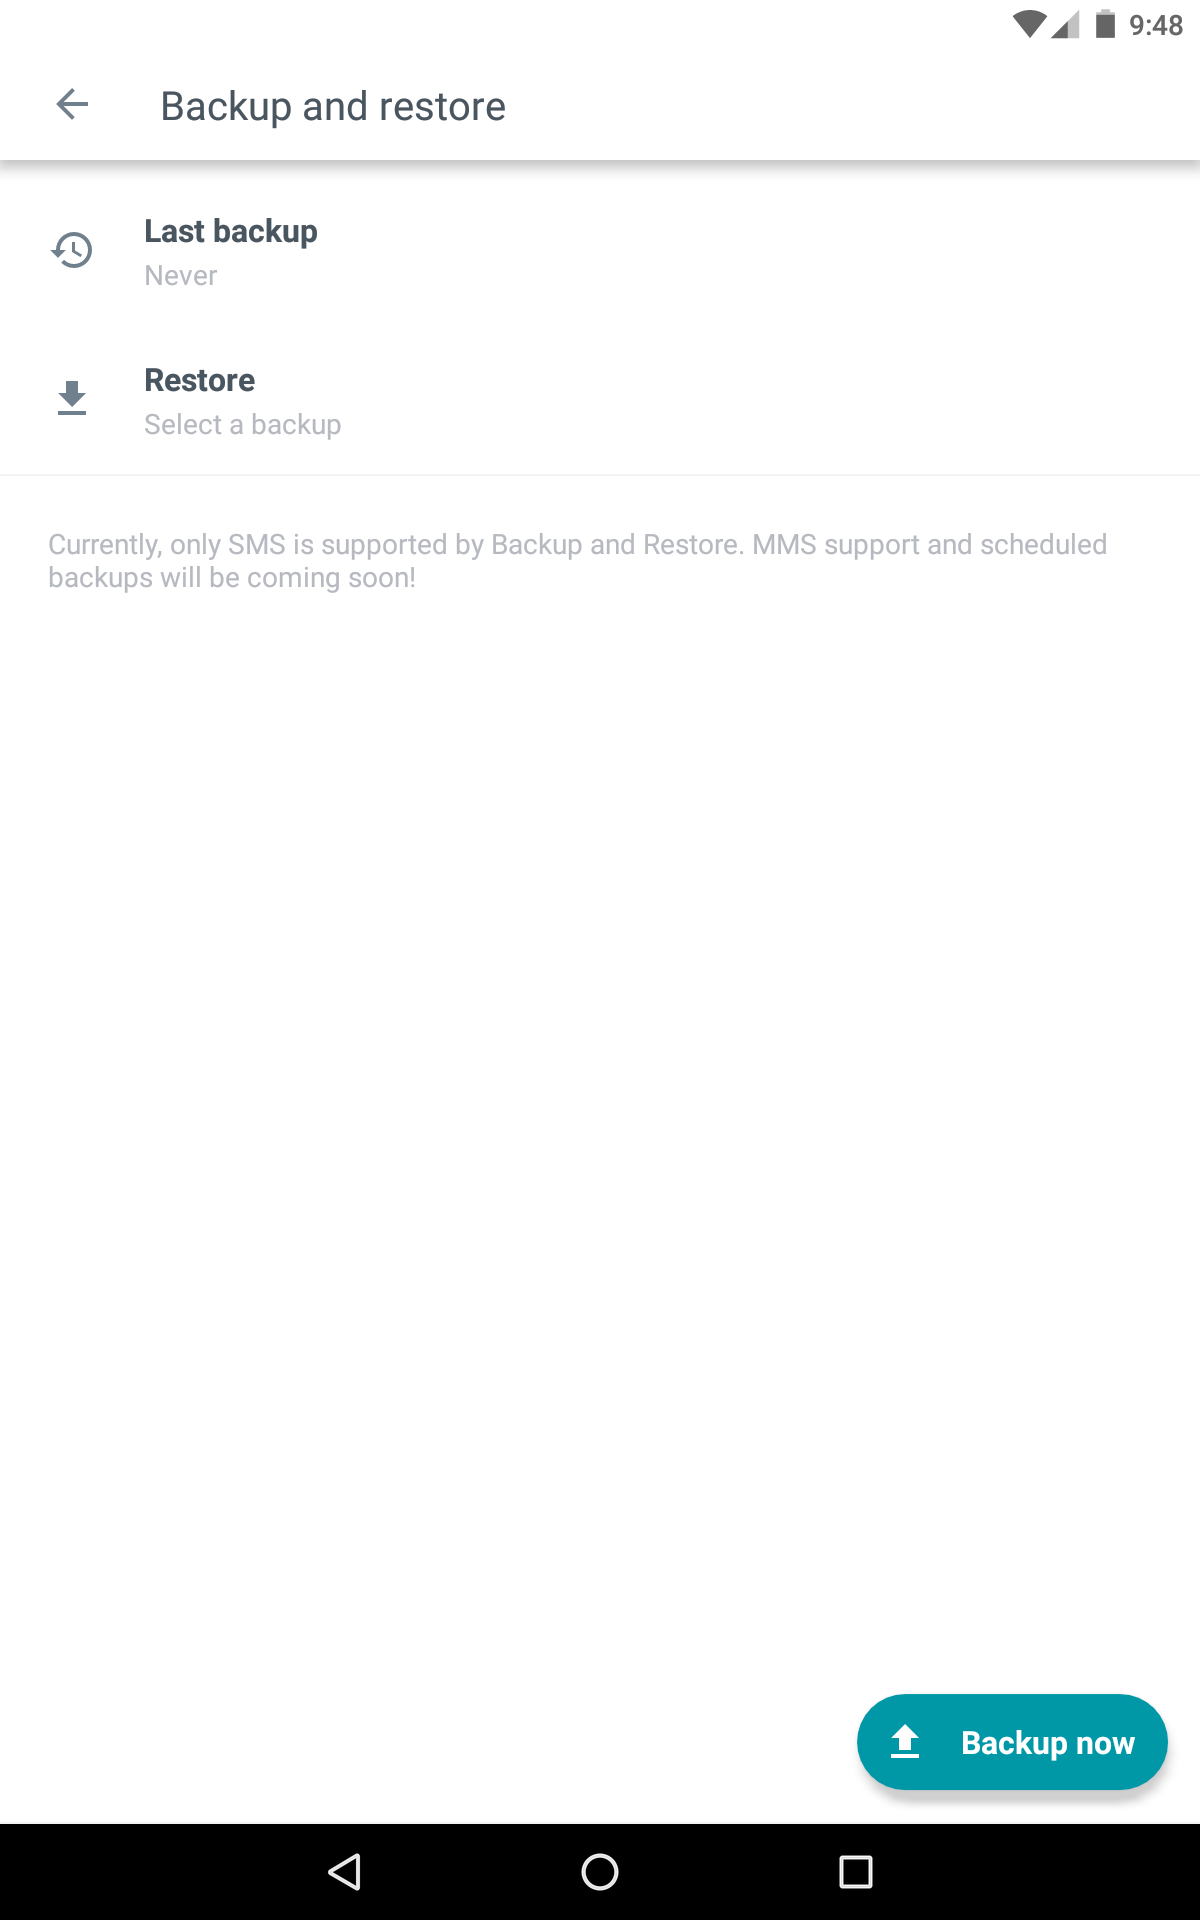 9:48
Backup and restore
Last backup
Never
Restore
Select a backup
Currently, only SMS is supported by Backup and Restore. MMS support and scheduled
backups will be coming soon!
Backup now